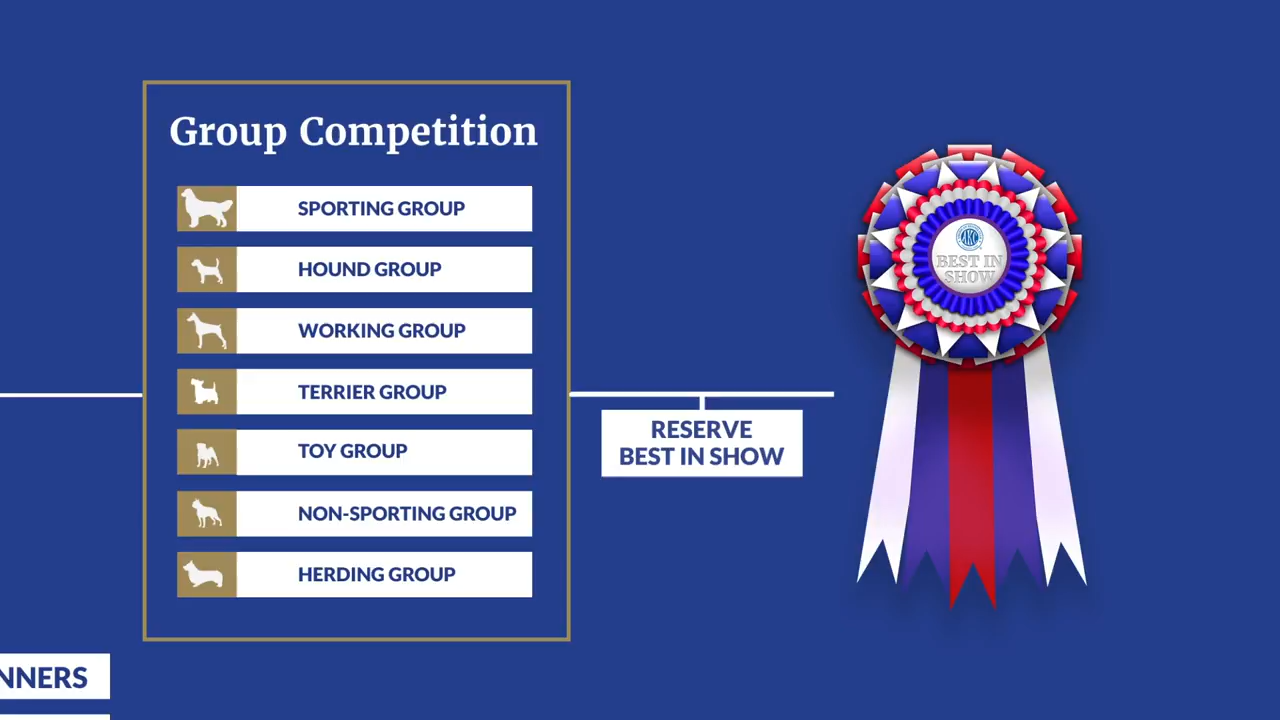 Group Competition
SPORTING GROUP
HOUND GROUP
WORKING GROUP
TERRIER GROUP
TOY GROUP
NON-SPORTING GROUP
HERDING GROUP
RESERVE
BEST IN SHOW
AKC
BEST IN
SHOW
NNERS